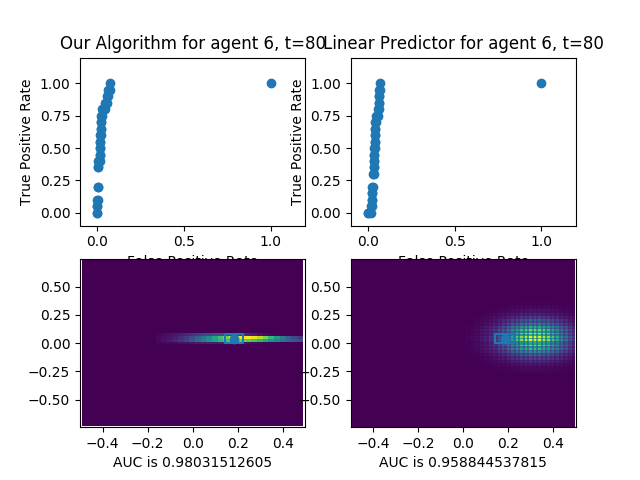 Our Algorithm for agent 6, t=80
Linear Predictor for agent 6, t=80
True Positive Rate
1.00
0.75
0.50
0.25
0.00
0.0 0.5 1.0
False Positive Rate
True Positive Rate
1.00
0.75
0.50
0.25
0.00
0.0 0.5 1.0
False Positive Rate
0.50
0.25
0.00
−0.25
−0.50
−0.4 −0.2 0.0 0.2 0.4
AUC is 0.98031512605
0.50
0.25
0.00
−0.25
−0.50
−0.4 −0.2 0.0 0.2 0.4
AUC is 0.958844537815